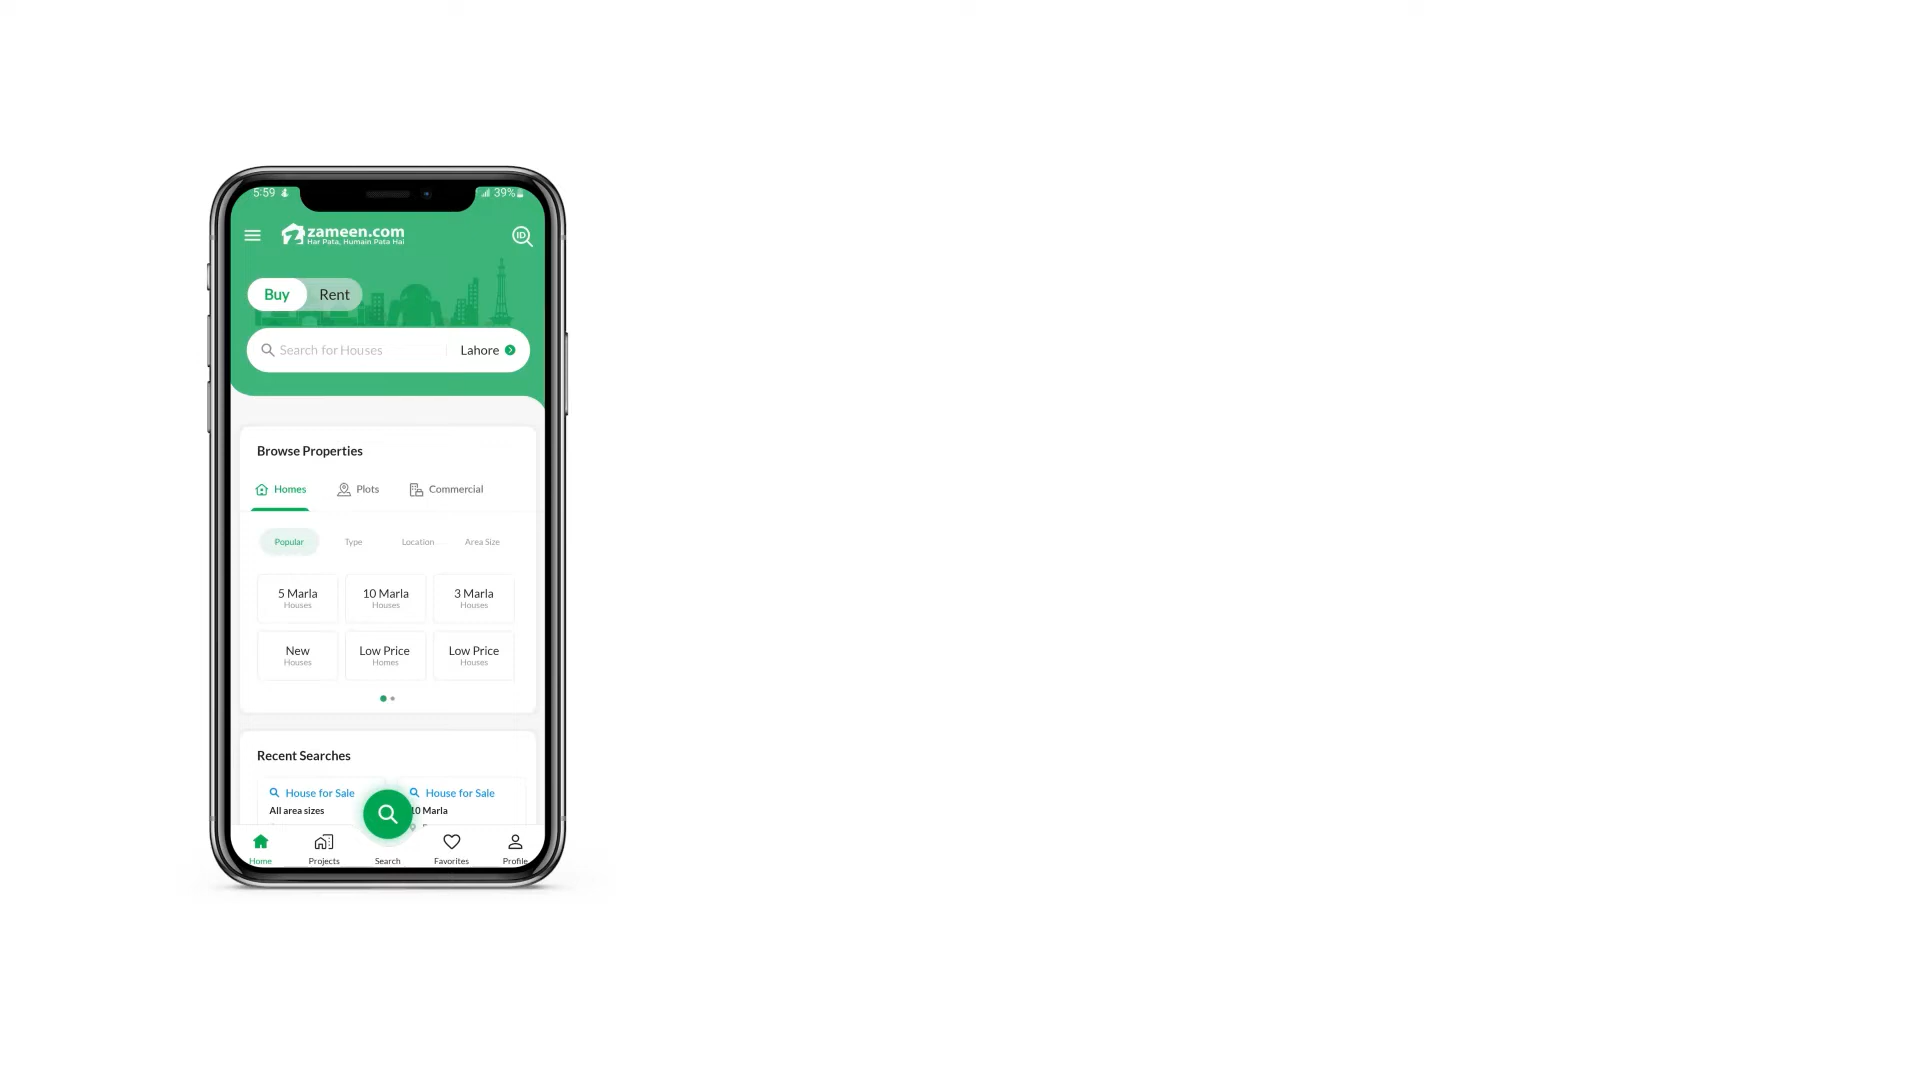 5:59
39%
zameen.com
Har Pata, Humain Pata Hai
ID
Buy Rent
Search for Houses Lahore
Browse Properties
Homes Plots Commercial
Popular Type Location Area Size
5 Marla 10 Marla 3 Marla
Houses Houses Houses
New Low Price Low Price
Houses Homes Houses
Recent Searches
House for Sale House for Sale
All area sizes 10 Marla
Home Projects Search Favorites Profile